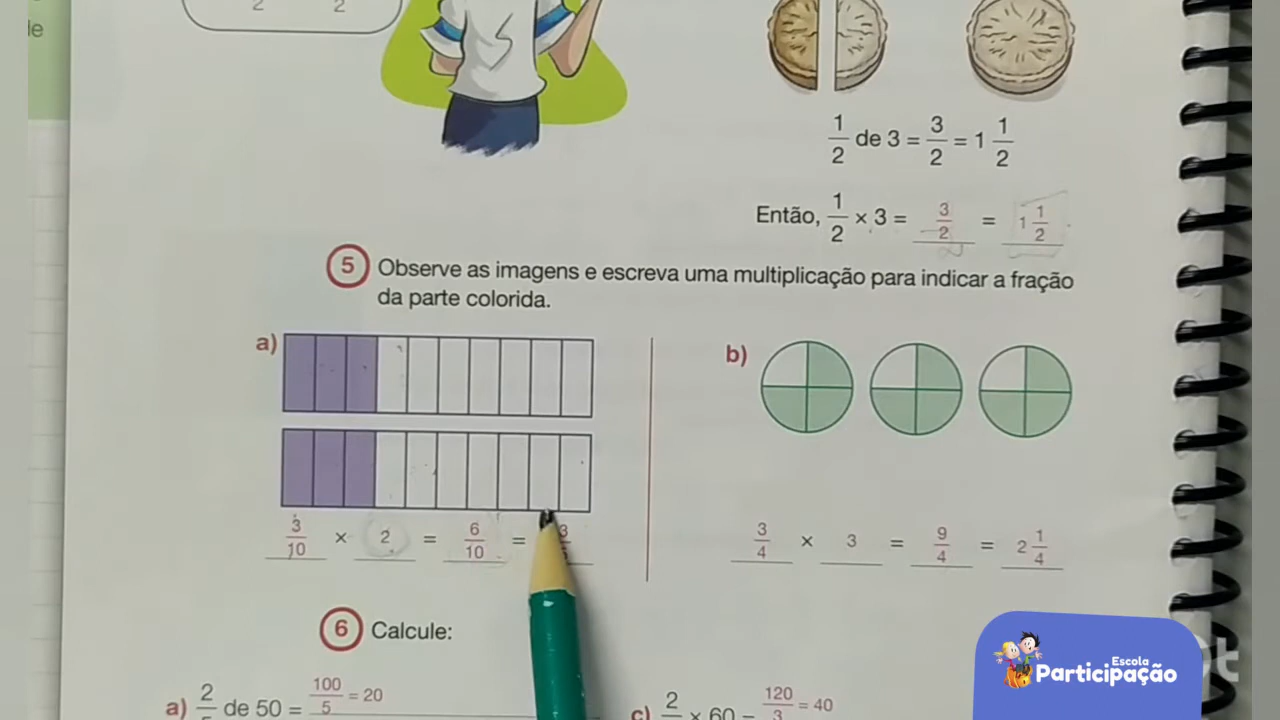 le
2 2
1/2 de 3 = 3/2 = 1 1/2
Então, 1/2 × 3 = 3/2 = 1 1/2
5 Observe as imagens e escreva uma multiplicação para indicar a fração
da parte colorida.
a)
b)
3/10 × 2 = 6/10 = 3/
3/4 × 3 = 9/4 = 2 1/4
6 Calcule:
a) 2/5 de 50 = 100/5 = 20
c) 2/ × 60 = 120/3 = 40
Escola
Participação